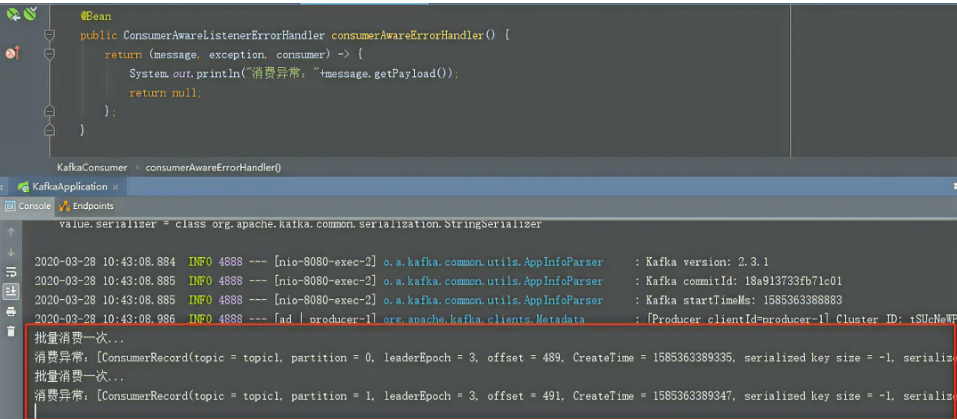 @Bean
public ConsumerAwareListenerErrorHandler consumerAwareErrorHandler() {
return (message, exception, consumer) -> {
System.out.println("消费异常："+message.getPayload());
return null;
};
}
KafkaConsumer consumerAwareErrorHandler()
KafkaApplication ×
Console Endpoints
value.serializer = class org.apache.kafka.common.serialization.StringSerializer
2020-03-28 10:43:08.884 INFO 4888 --- [nio-8080-exec-2] o.a.kafka.common.utils.AppInfoParser : Kafka version: 2.3.1
2020-03-28 10:43:08.885 INFO 4888 --- [nio-8080-exec-2] o.a.kafka.common.utils.AppInfoParser : Kafka commitId: 18a913733fb71c01
2020-03-28 10:43:08.885 INFO 4888 --- [nio-8080-exec-2] o.a.kafka.common.utils.AppInfoParser : Kafka startTimeMs: 1585363388883
2020-03-28 10:43:08.986 INFO 4888 --- [ad | producer-1] org.apache.kafka.clients.Metadata : [Producer clientId=producer-1] Cluster ID: tSUcNeWP
批量消费一次...
消费异常：[ConsumerRecord(topic = topic1, partition = 0, leaderEpoch = 3, offset = 489, CreateTime = 1585363389335, serialized key size = -1, serialize
批量消费一次...
消费异常：[ConsumerRecord(topic = topic1, partition = 1, leaderEpoch = 3, offset = 491, CreateTime = 1585363389347, serialized key size = -1, serialize